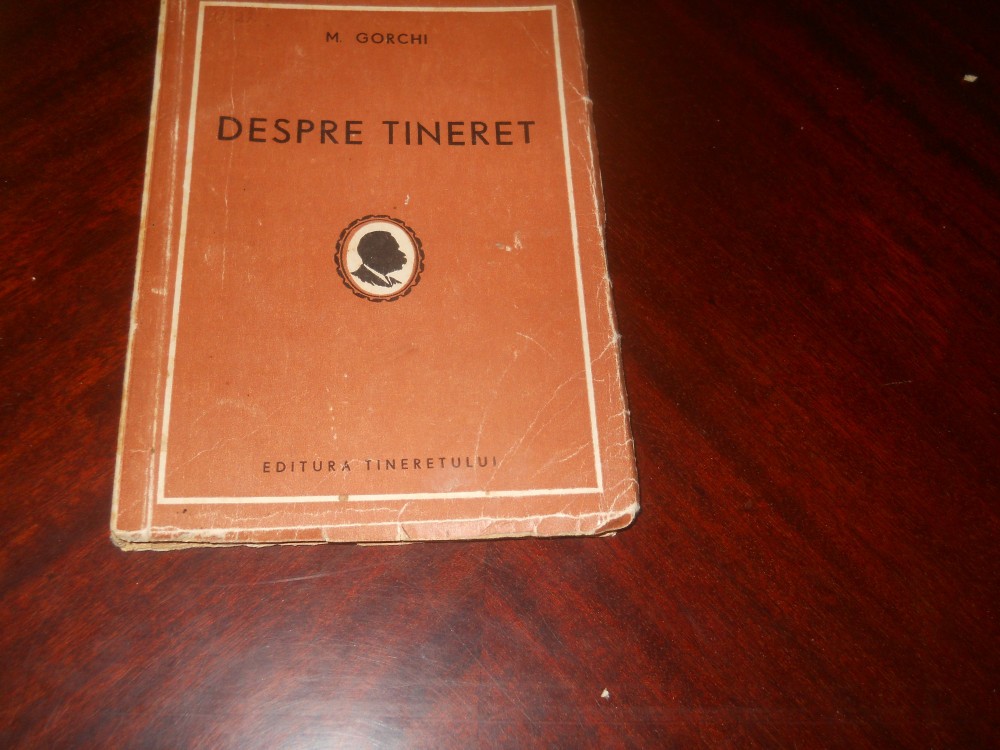 M. GORCHI
DESPRE TINERET
EDITURA TINERETULUI